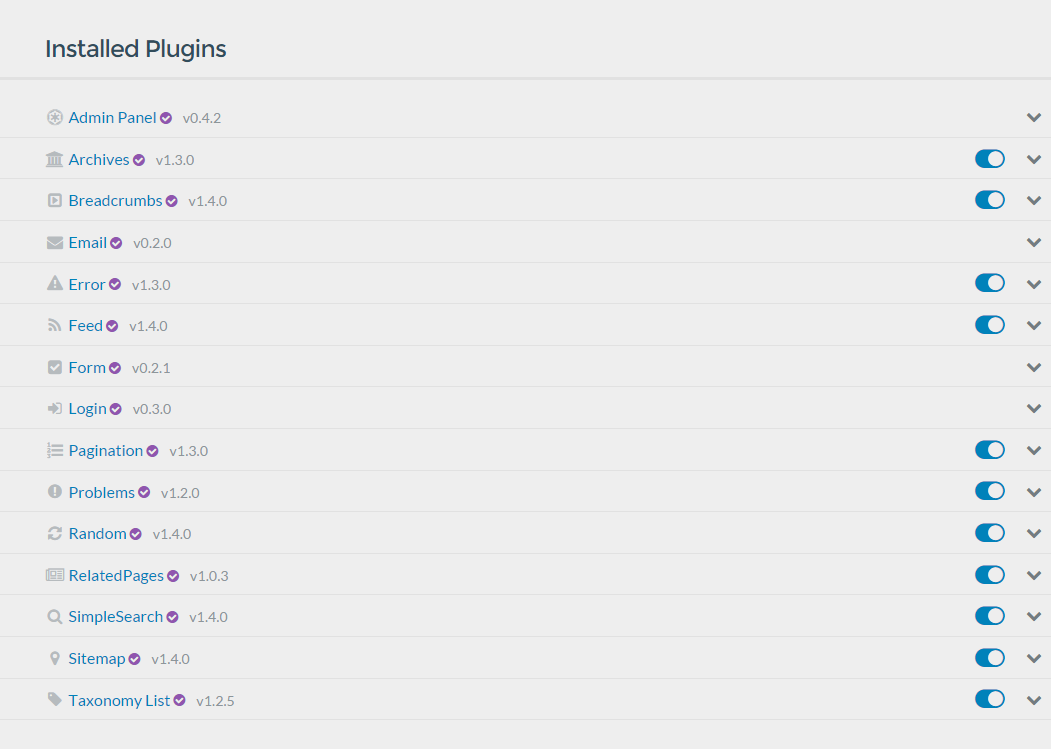 Installed Plugins
Admin Panel v0.4.2
Archives v1.3.0
Breadcrumbs v1.4.0
Email v0.2.0
Error v1.3.0
Feed v1.4.0
Form v0.2.1
Login v0.3.0
Pagination v1.3.0
Problems v1.2.0
Random v1.4.0
RelatedPages v1.0.3
SimpleSearch v1.4.0
Sitemap v1.4.0
Taxonomy List v1.2.5